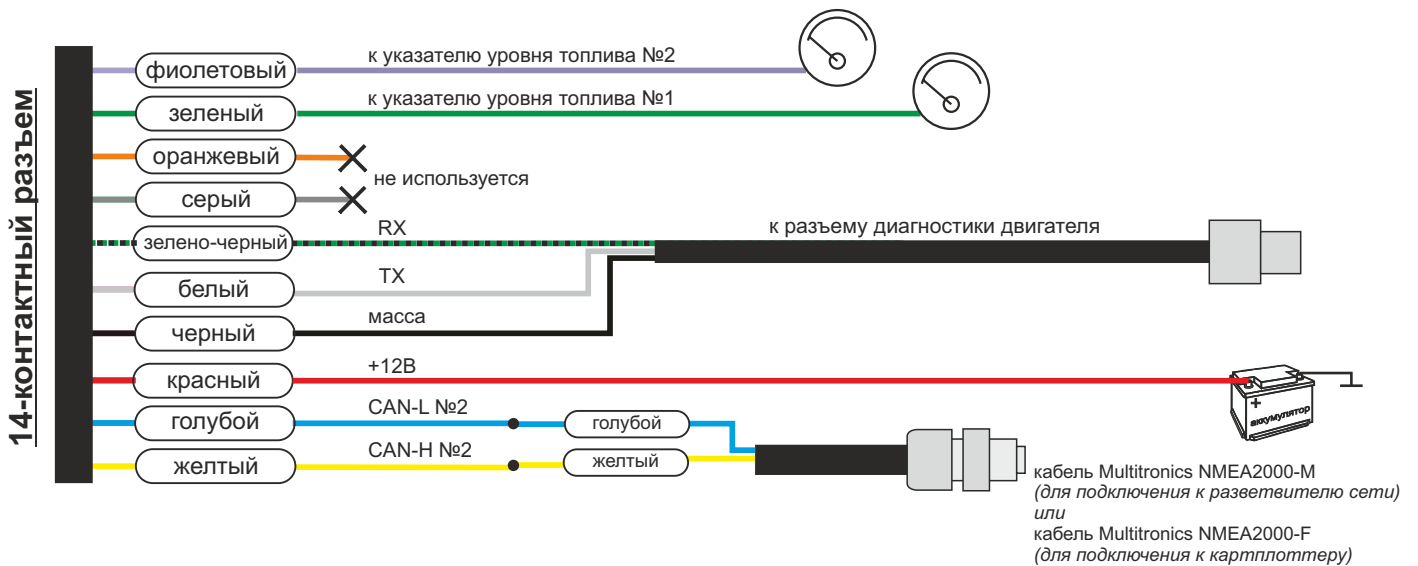 14-контактный разъем
фиолетовый
к указателю уровня топлива №2
зеленый
к указателю уровня топлива №1
оранжевый
не используется
серый
зелено-черный
RX
к разъему диагностики двигателя
белый
TX
черный
масса
красный
+12В
+
аккумулятор
голубой
CAN-L №2
голубой
желтый
CAN-H №2
желтый
кабель Multitronics NMEA2000-M
(для подключения к разветвителю сети)
или
кабель Multitronics NMEA2000-F
(для подключения к картплоттеру)